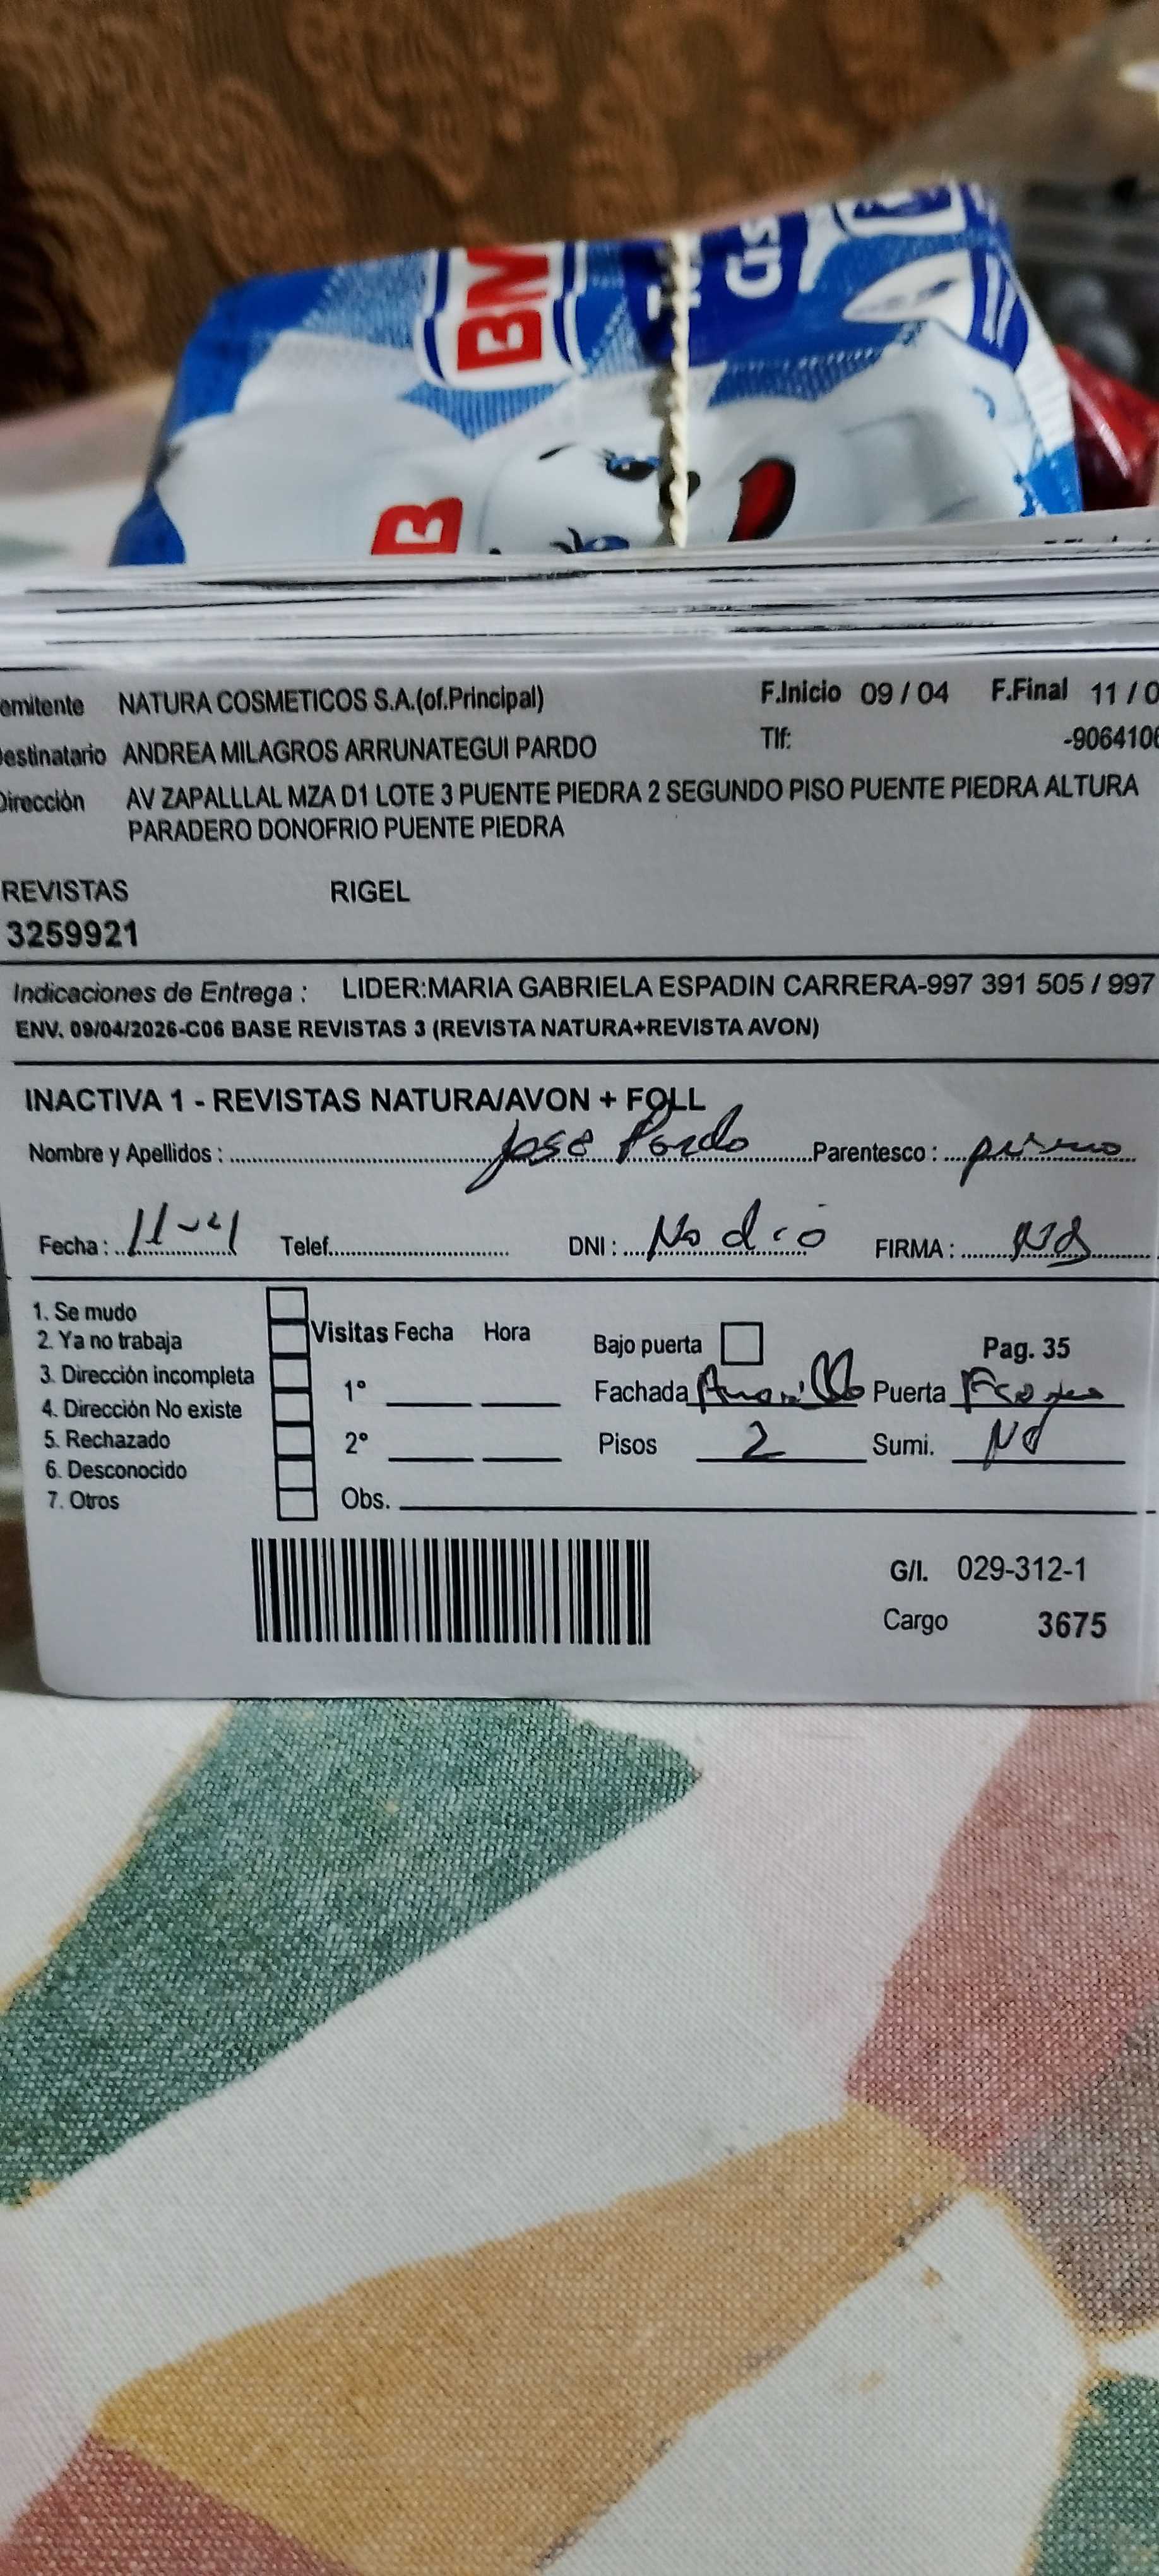 BM
B
emitente NATURA COSMETICOS S.A.(of.Principal) F.Inicio 09 / 04 F.Final 11 / 0
Destinatario ANDREA MILAGROS ARRUNATEGUI PARDO Tlf: -9064106
Dirección AV ZAPALLLAL MZA D1 LOTE 3 PUENTE PIEDRA 2 SEGUNDO PISO PUENTE PIEDRA ALTURA
PARADERO DONOFRIO PUENTE PIEDRA
REVISTAS RIGEL
3259921
Indicaciones de Entrega : LIDER:MARIA GABRIELA ESPADIN CARRERA-997 391 505 / 997
ENV. 09/04/2026-C06 BASE REVISTAS 3 (REVISTA NATURA+REVISTA AVON)
INACTIVA 1 - REVISTAS NATURA/AVON + FOLL
Nombre y Apellidos : Jose Pardo Parentesco : primo
Fecha : 11-04 Telef. DNI : No dio FIRMA : Nd
1. Se mudo
2. Ya no trabaja Visitas Fecha Hora Bajo puerta Pag. 35
3. Dirección incompleta 1° Fachada Amarillo Puerta
4. Dirección No existe
5. Rechazado 2° Pisos 2 Sumi. Nd
6. Desconocido
7. Otros Obs.
G/I. 029-312-1
Cargo 3675